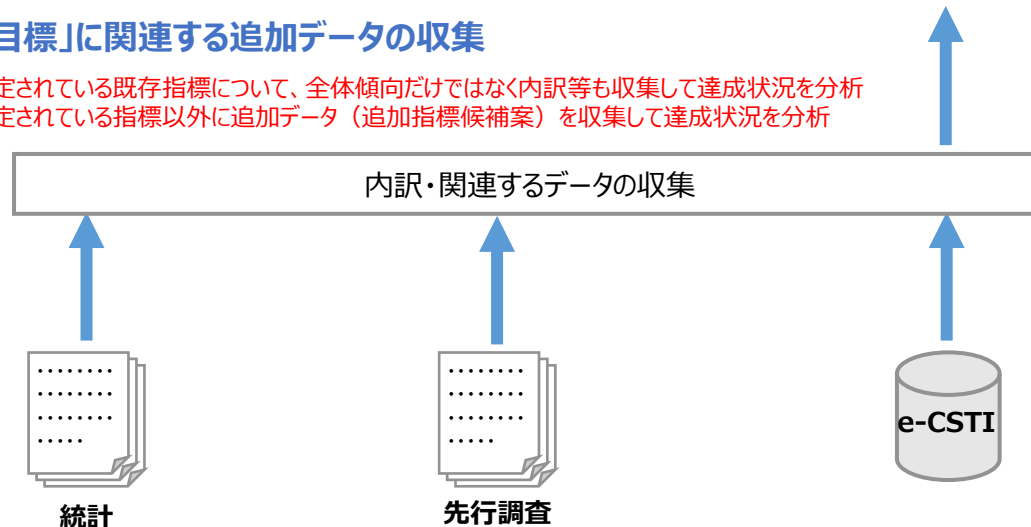 目標」に関連する追加データの収集
定されている既存指標について、全体傾向だけではなく内訳等も収集して達成状況を分析
定されている指標以外に追加データ（追加指標候補案）を収集して達成状況を分析
内訳・関連するデータの収集
e-CSTI
統計
先行調査